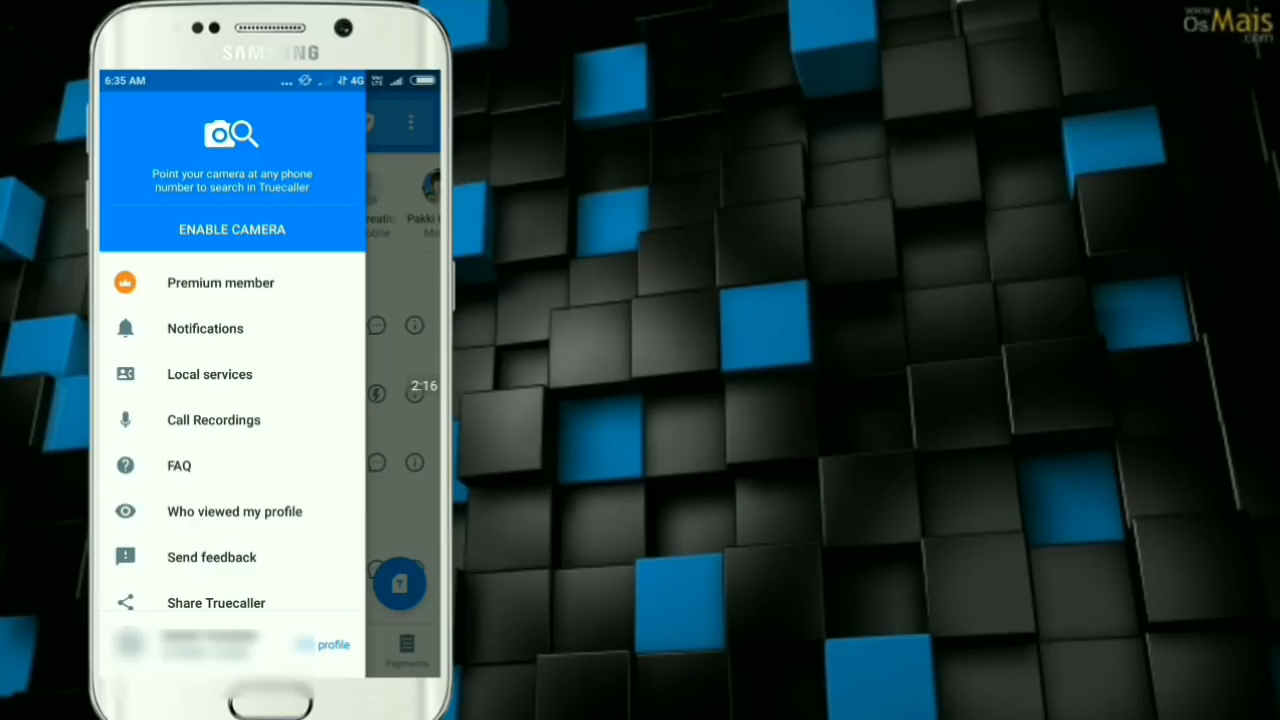 www.
OsMais
.com
SAMSUNG
6:35 AM
... 4G VoLTE
Point your camera at any phone
number to search in Truecaller
ENABLE CAMERA
Premium member
Notifications
Local services
Call Recordings
FAQ
Who viewed my profile
Send feedback
Share Truecaller
profile
Pakki
2:16
Payments